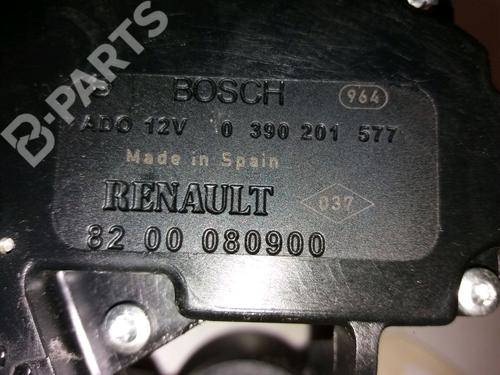 B-PARTS
BOSCH 964
ADO 12V 0 390 201 577
Made in Spain
RENAULT 037
82 00 080900